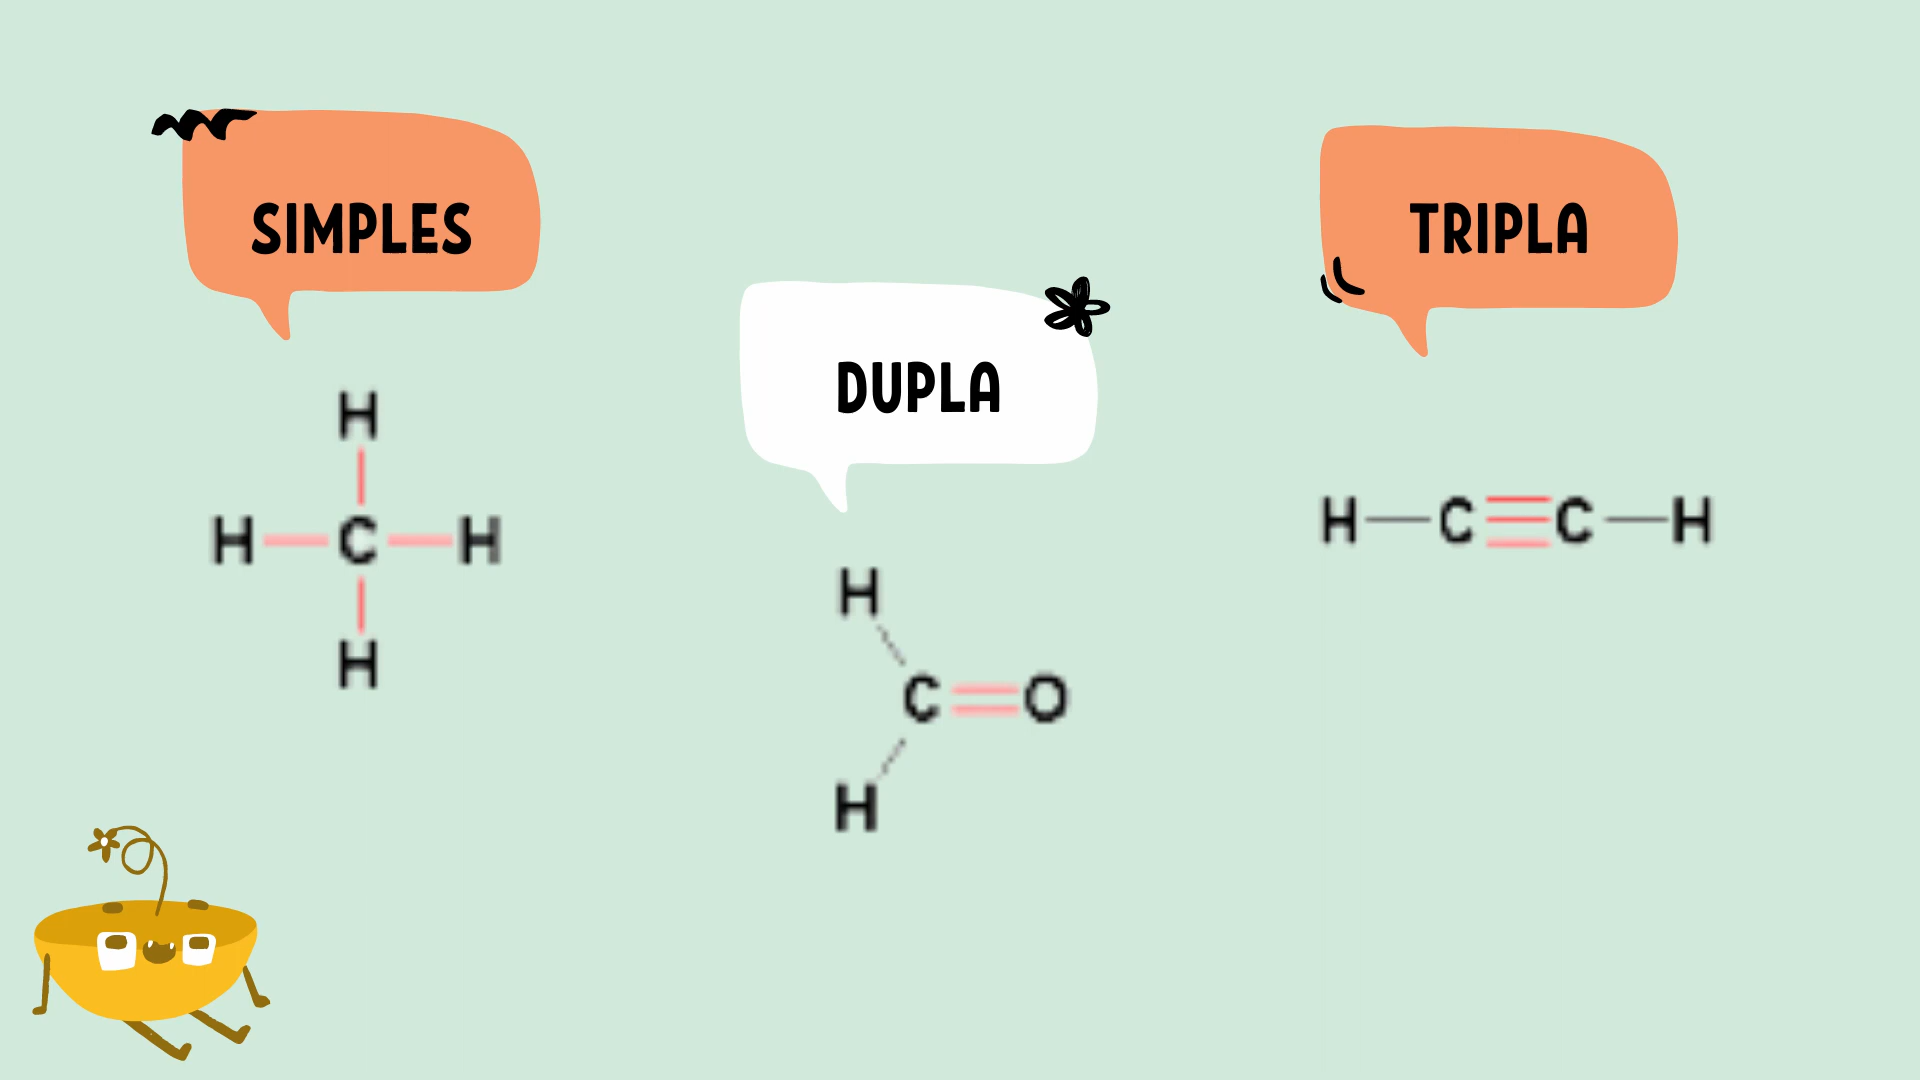 SIMPLES
H
H—C—H
H
DUPLA
H
C=O
H
TRIPLA
H—C≡C—H